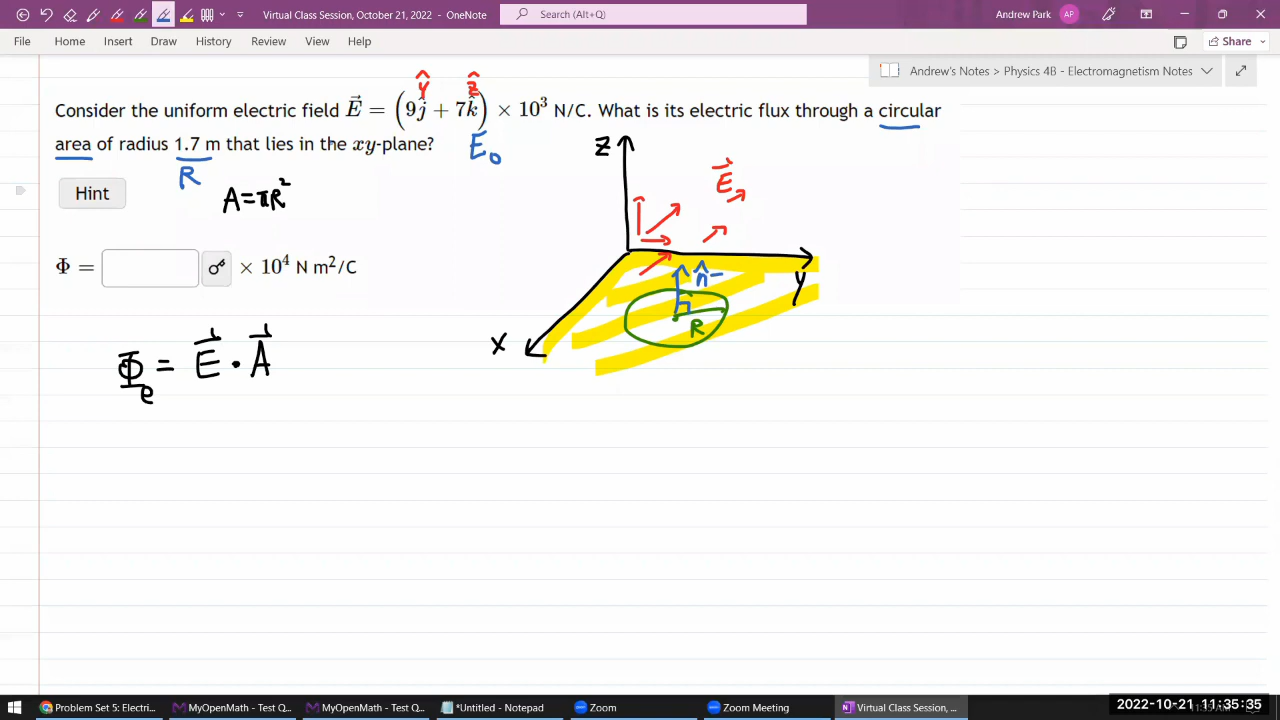 Virtual Class Session, October 21, 2022 - OneNote
Search (Alt+Q)
Andrew Park
AP
File Home Insert Draw History Review View Help
Share
Andrew's Notes > Physics 4B - Electromagnetism Notes
ŷ ẑ
Consider the uniform electric field E⃗ = (9ĵ + 7k̂) × 10³ N/C. What is its electric flux through a circular
area of radius 1.7 m that lies in the xy-plane?
E₀
R
Hint
A=πR²
Φ = × 10⁴ N m²/C
Φₑ = E⃗ · A⃗
z
E⃗
n̂
y
R
x
Problem Set 5: Electri...
MyOpenMath - Test Q...
MyOpenMath - Test Q...
*Untitled - Notepad
Zoom
Zoom Meeting
Virtual Class Session, ...
2022-10-21 11:35:35